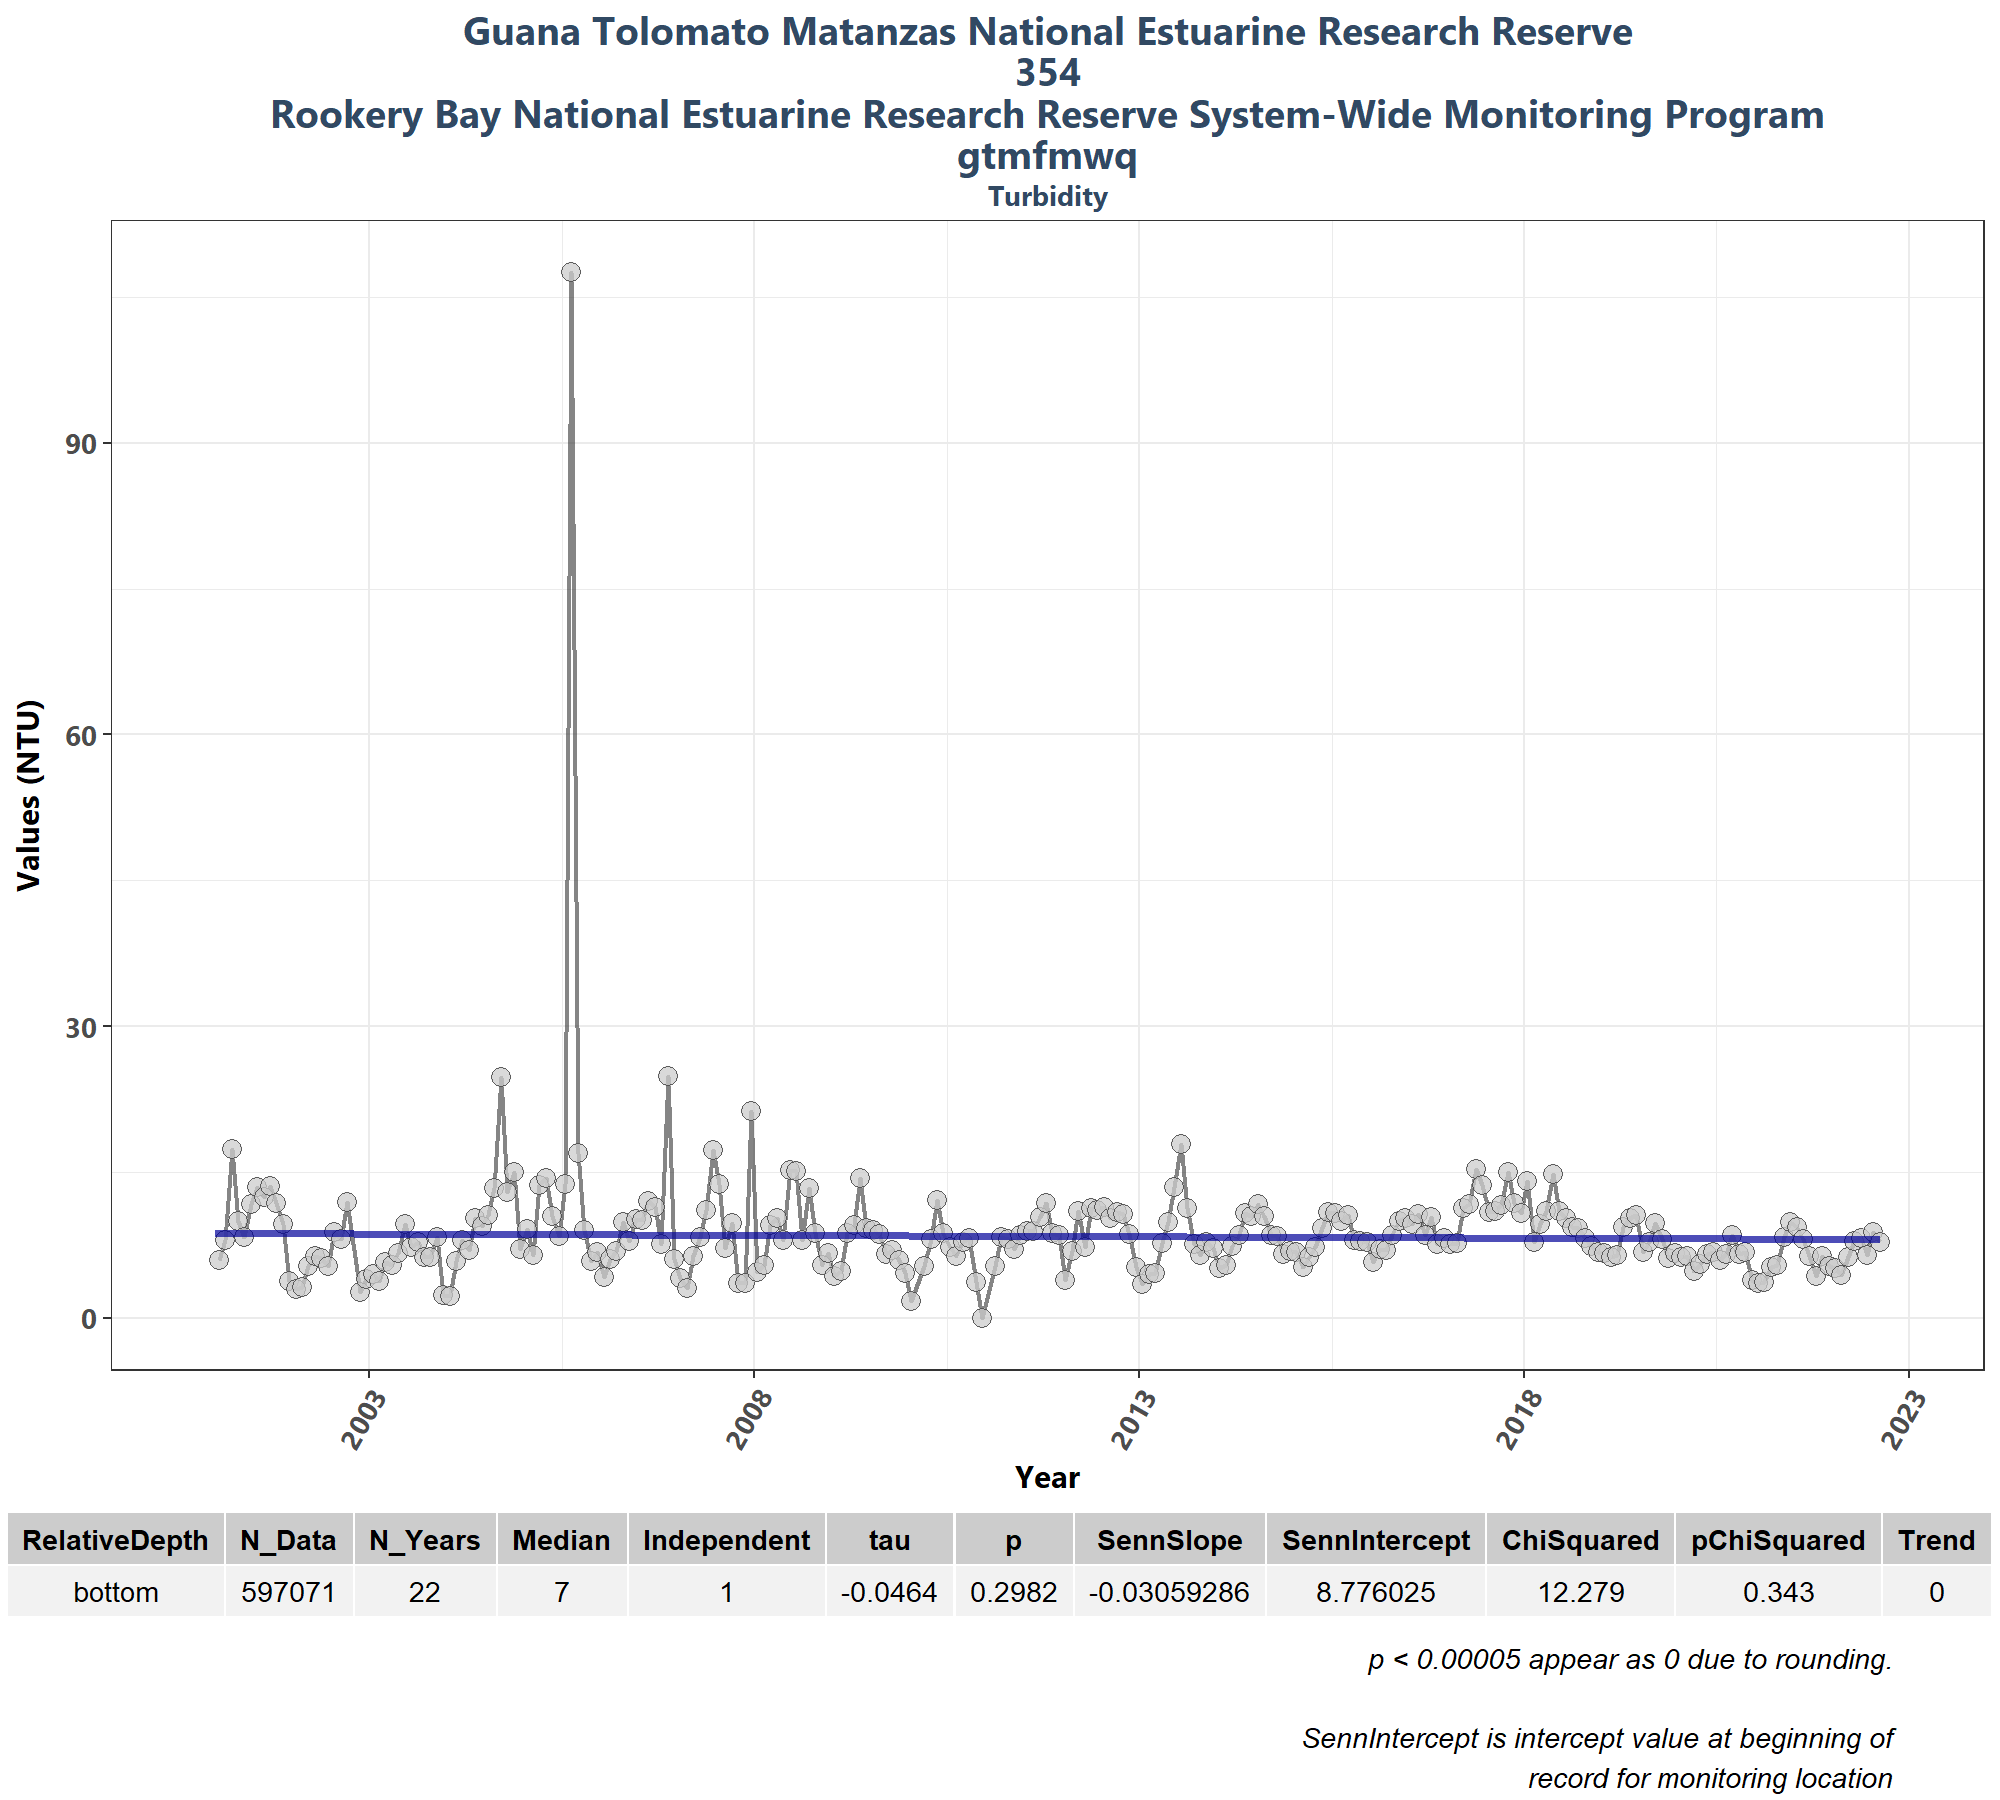 Guana Tolomato Matanzas National Estuarine Research Reserve
354
Rookery Bay National Estuarine Research Reserve System-Wide Monitoring Program
gtmfmwq
Turbidity
Values (NTU)
90
60
30
0
2003 2008 2013 2018 2023
Year
RelativeDepth N_Data N_Years Median Independent tau p SennSlope SennIntercept ChiSquared pChiSquared Trend
bottom 597071 22 7 1 -0.0464 0.2982 -0.03059286 8.776025 12.279 0.343 0
p < 0.00005 appear as 0 due to rounding.
SennIntercept is intercept value at beginning of
record for monitoring location